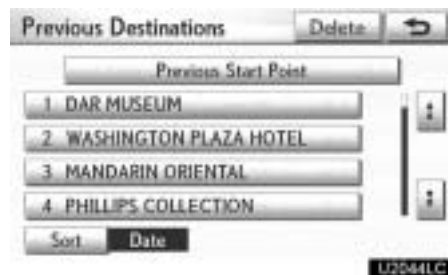 Previous Destinations Delete
Previous Start Point
1 DAR MUSEUM
2 WASHINGTON PLAZA HOTEL
3 MANDARIN ORIENTAL
4 PHILLIPS COLLECTION
Sort Date
U2044LC